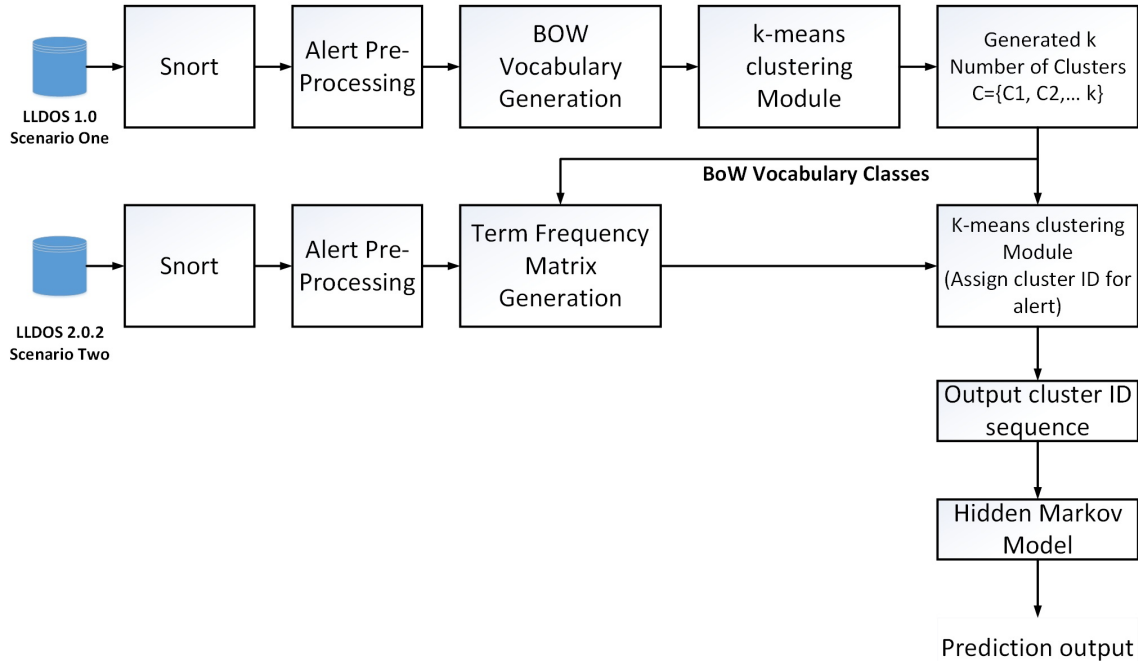 LLDOS 1.0
Scenario One
Snort
Alert Pre-
Processing
BOW
Vocabulary
Generation
k-means
clustering
Module
Generated k
Number of Clusters
C={C1, C2,... k}
BoW Vocabulary Classes
LLDOS 2.0.2
Scenario Two
Snort
Alert Pre-
Processing
Term Frequency
Matrix
Generation
K-means clustering
Module
(Assign cluster ID for
alert)
Output cluster ID
sequence
Hidden Markov
Model
Prediction output